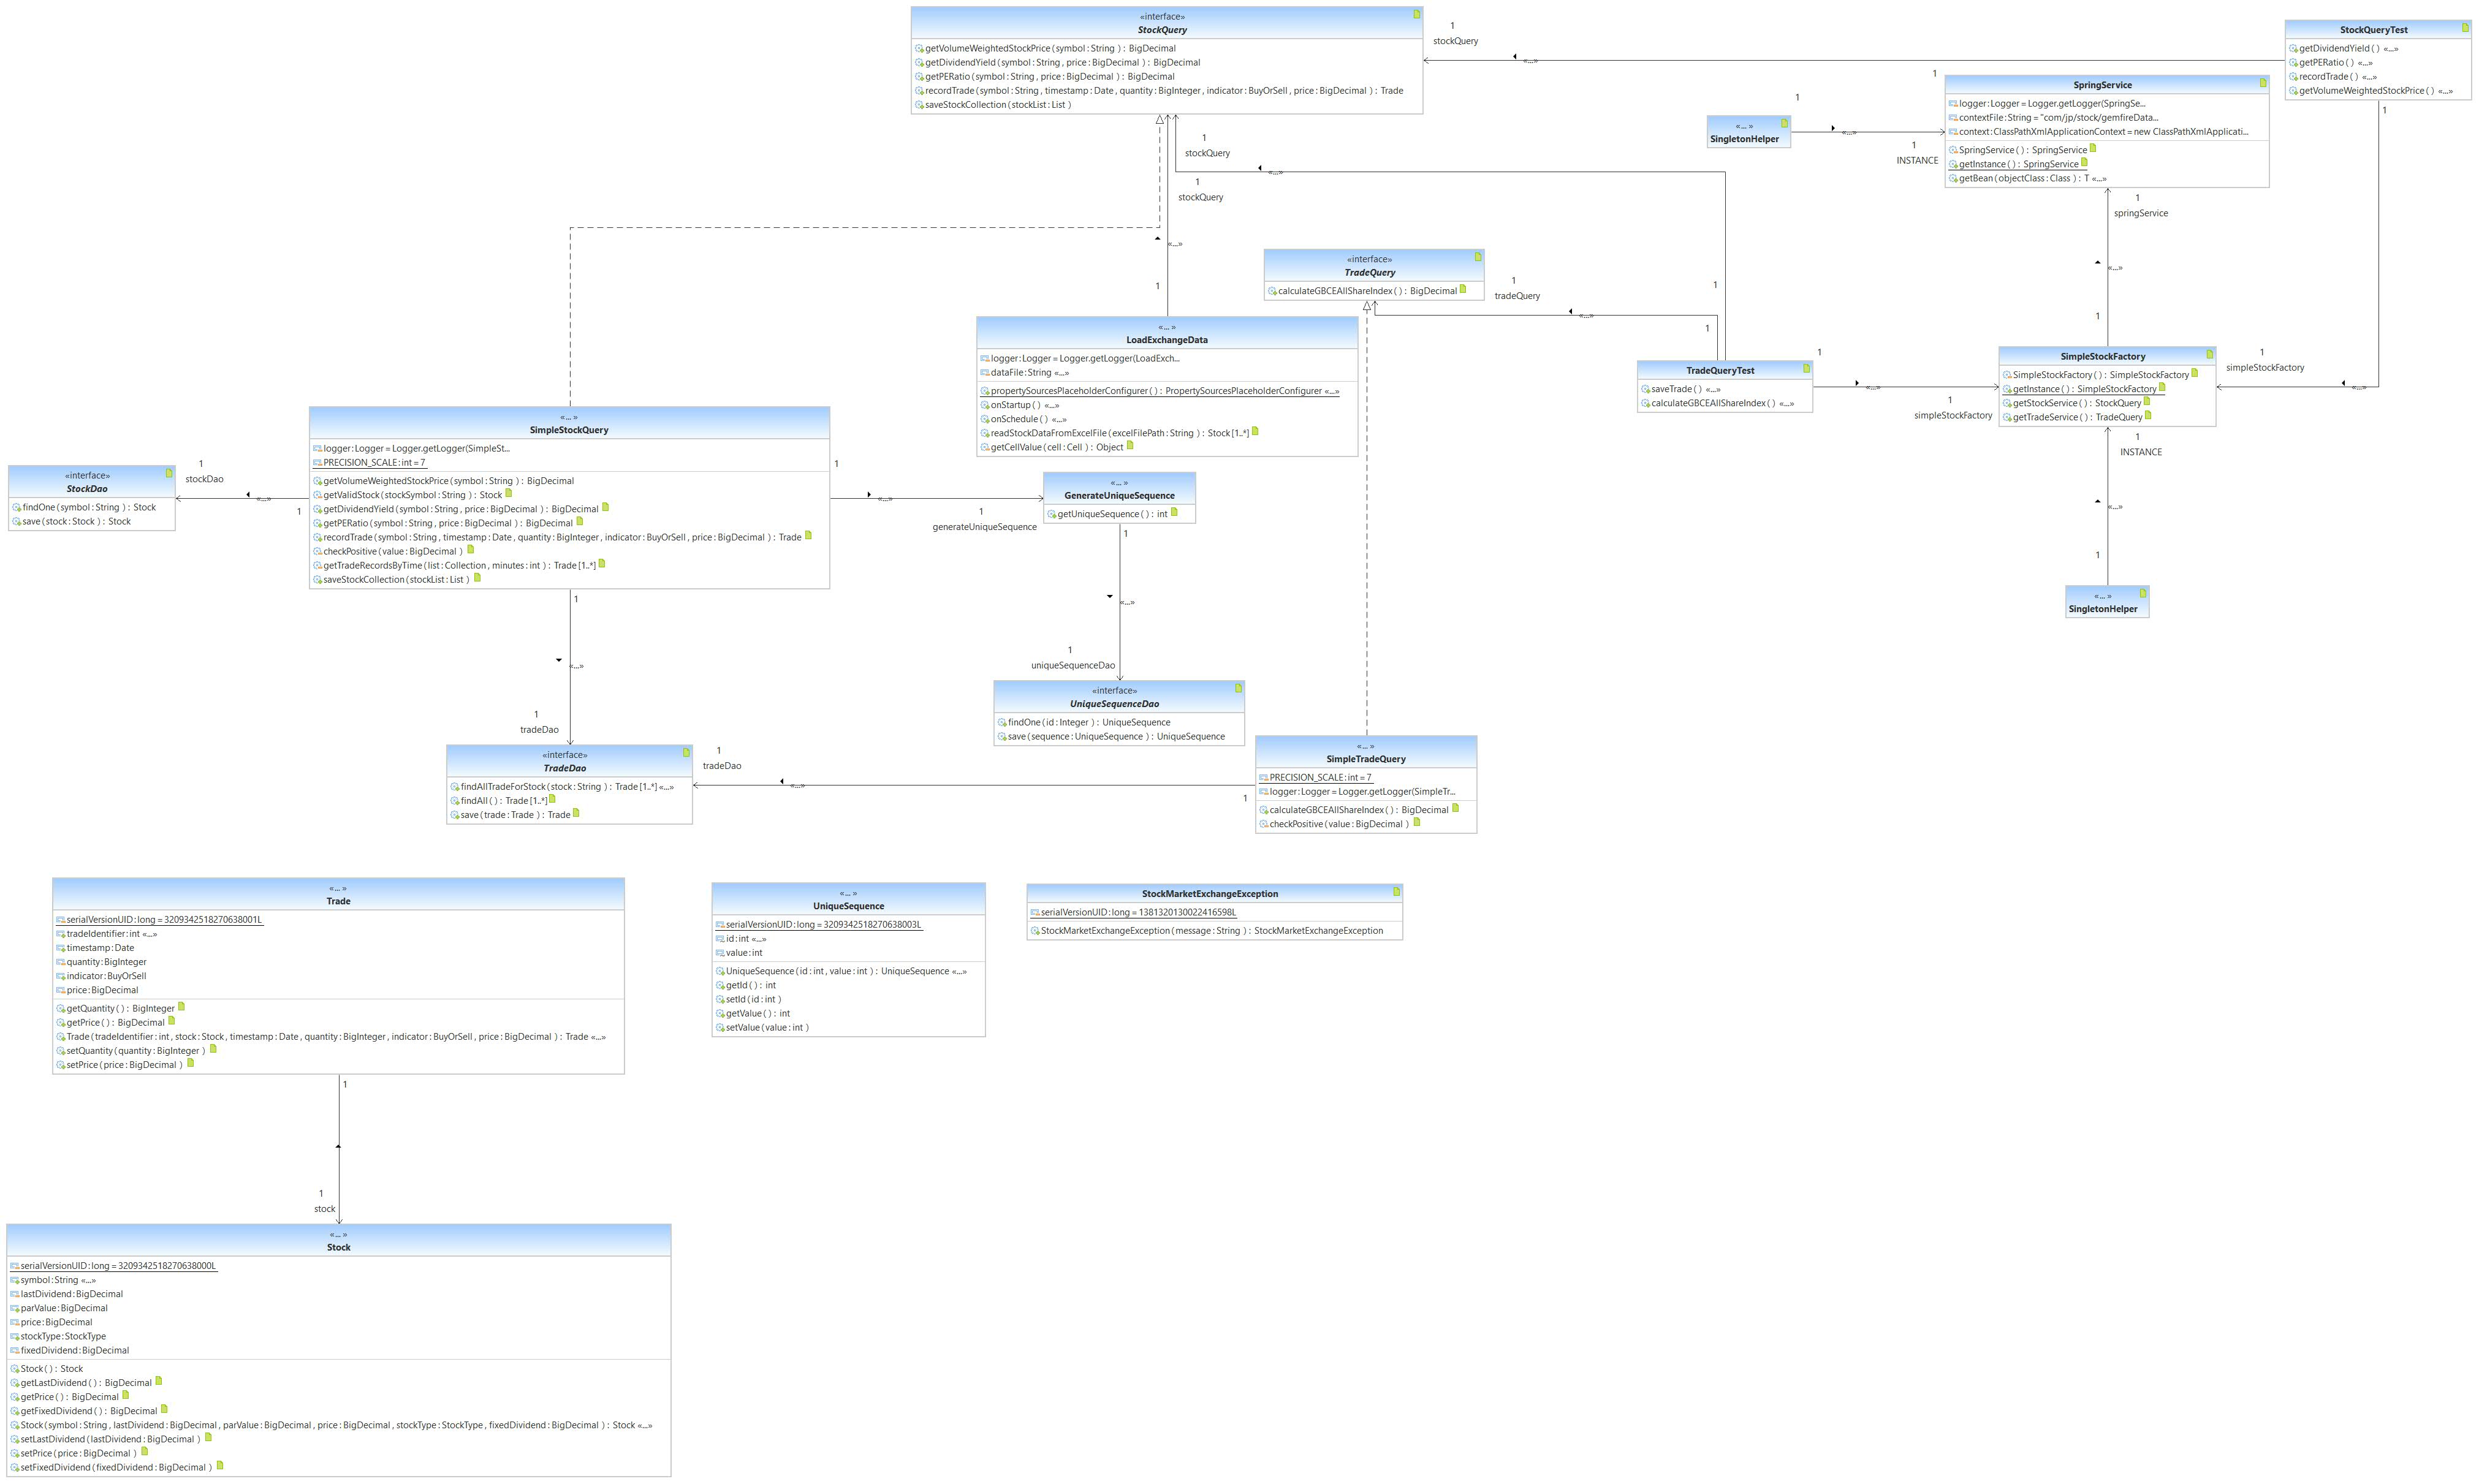 «interface»
StockQuery
getVolumeWeightedStockPrice ( symbol : String ) : BigDecimal
getDividendYield ( symbol : String , price : BigDecimal ) : BigDecimal
getPERatio ( symbol : String , price : BigDecimal ) : BigDecimal
recordTrade ( symbol : String , timestamp : Date , quantity : BigInteger , indicator : BuyOrSell , price : BigDecimal ) : Trade
saveStockCollection ( stockList : List )
1
stockQuery
«...»
StockQueryTest
getDividendYield ( ) «...»
getPERatio ( ) «...»
recordTrade ( ) «...»
getVolumeWeightedStockPrice ( ) «...»
1
1
SpringService
logger : Logger = Logger.getLogger(SpringSe...
contextFile : String = "com/jp/stock/gemfireData...
context : ClassPathXmlApplicationContext = new ClassPathXmlApplicati...
SpringService ( ) : SpringService
getInstance ( ) : SpringService
getBean ( objectClass : Class ) : T «...»
«... »
SingletonHelper
1
«...»
1
INSTANCE
1
stockQuery
«...»
1
stockQuery
«...»
1
1
springService
«...»
1
«interface»
TradeQuery
calculateGBCEAllShareIndex ( ) : BigDecimal
1
tradeQuery
«...»
1
1
«... »
LoadExchangeData
logger : Logger = Logger.getLogger(LoadExch...
dataFile : String «...»
propertySourcesPlaceholderConfigurer ( ) : PropertySourcesPlaceholderConfigurer «...»
onStartup ( ) «...»
onSchedule ( ) «...»
readStockDataFromExcelFile ( excelFilePath : String ) : Stock [1..*]
getCellValue ( cell : Cell ) : Object
TradeQueryTest
saveTrade ( ) «...»
calculateGBCEAllShareIndex ( ) «...»
1
«...»
1
simpleStockFactory
SimpleStockFactory
SimpleStockFactory ( ) : SimpleStockFactory
getInstance ( ) : SimpleStockFactory
getStockService ( ) : StockQuery
getTradeService ( ) : TradeQuery
1
simpleStockFactory
«...»
1
INSTANCE
«...»
1
«... »
SingletonHelper
«... »
SimpleStockQuery
logger : Logger = Logger.getLogger(SimpleSt...
PRECISION_SCALE : int = 7
getVolumeWeightedStockPrice ( symbol : String ) : BigDecimal
getValidStock ( stockSymbol : String ) : Stock
getDividendYield ( symbol : String , price : BigDecimal ) : BigDecimal
getPERatio ( symbol : String , price : BigDecimal ) : BigDecimal
recordTrade ( symbol : String , timestamp : Date , quantity : BigInteger , indicator : BuyOrSell , price : BigDecimal ) : Trade
checkPositive ( value : BigDecimal )
getTradeRecordsByTime ( list : Collection , minutes : int ) : Trade [1..*]
saveStockCollection ( stockList : List )
«interface»
StockDao
findOne ( symbol : String ) : Stock
save ( stock : Stock ) : Stock
1
stockDao
«...»
1
1
«...»
1
generateUniqueSequence
«... »
GenerateUniqueSequence
getUniqueSequence ( ) : int
1
«...»
1
uniqueSequenceDao
«interface»
UniqueSequenceDao
findOne ( id : Integer ) : UniqueSequence
save ( sequence : UniqueSequence ) : UniqueSequence
1
«...»
1
tradeDao
«interface»
TradeDao
findAllTradeForStock ( stock : String ) : Trade [1..*] «...»
findAll ( ) : Trade [1..*]
save ( trade : Trade ) : Trade
1
tradeDao
«...»
1
«... »
SimpleTradeQuery
PRECISION_SCALE : int = 7
logger : Logger = Logger.getLogger(SimpleTr...
calculateGBCEAllShareIndex ( ) : BigDecimal
checkPositive ( value : BigDecimal )
«... »
Trade
serialVersionUID : long = 3209342518270638001L
tradeIdentifier : int «...»
timestamp : Date
quantity : BigInteger
indicator : BuyOrSell
price : BigDecimal
getQuantity ( ) : BigInteger
getPrice ( ) : BigDecimal
Trade ( tradeIdentifier : int , stock : Stock , timestamp : Date , quantity : BigInteger , indicator : BuyOrSell , price : BigDecimal ) : Trade «...»
setQuantity ( quantity : BigInteger )
setPrice ( price : BigDecimal )
«... »
UniqueSequence
serialVersionUID : long = 3209342518270638003L
id : int «...»
value : int
UniqueSequence ( id : int , value : int ) : UniqueSequence «...»
getId ( ) : int
setId ( id : int )
getValue ( ) : int
setValue ( value : int )
StockMarketExchangeException
serialVersionUID : long = 1381320130022416598L
StockMarketExchangeException ( message : String ) : StockMarketExchangeException
1
1
stock
«... »
Stock
serialVersionUID : long = 3209342518270638000L
symbol : String «...»
lastDividend : BigDecimal
parValue : BigDecimal
price : BigDecimal
stockType : StockType
fixedDividend : BigDecimal
Stock ( ) : Stock
getLastDividend ( ) : BigDecimal
getPrice ( ) : BigDecimal
getFixedDividend ( ) : BigDecimal
Stock ( symbol : String , lastDividend : BigDecimal , parValue : BigDecimal , price : BigDecimal , stockType : StockType , fixedDividend : BigDecimal ) : Stock «...»
setLastDividend ( lastDividend : BigDecimal )
setPrice ( price : BigDecimal )
setFixedDividend ( fixedDividend : BigDecimal )